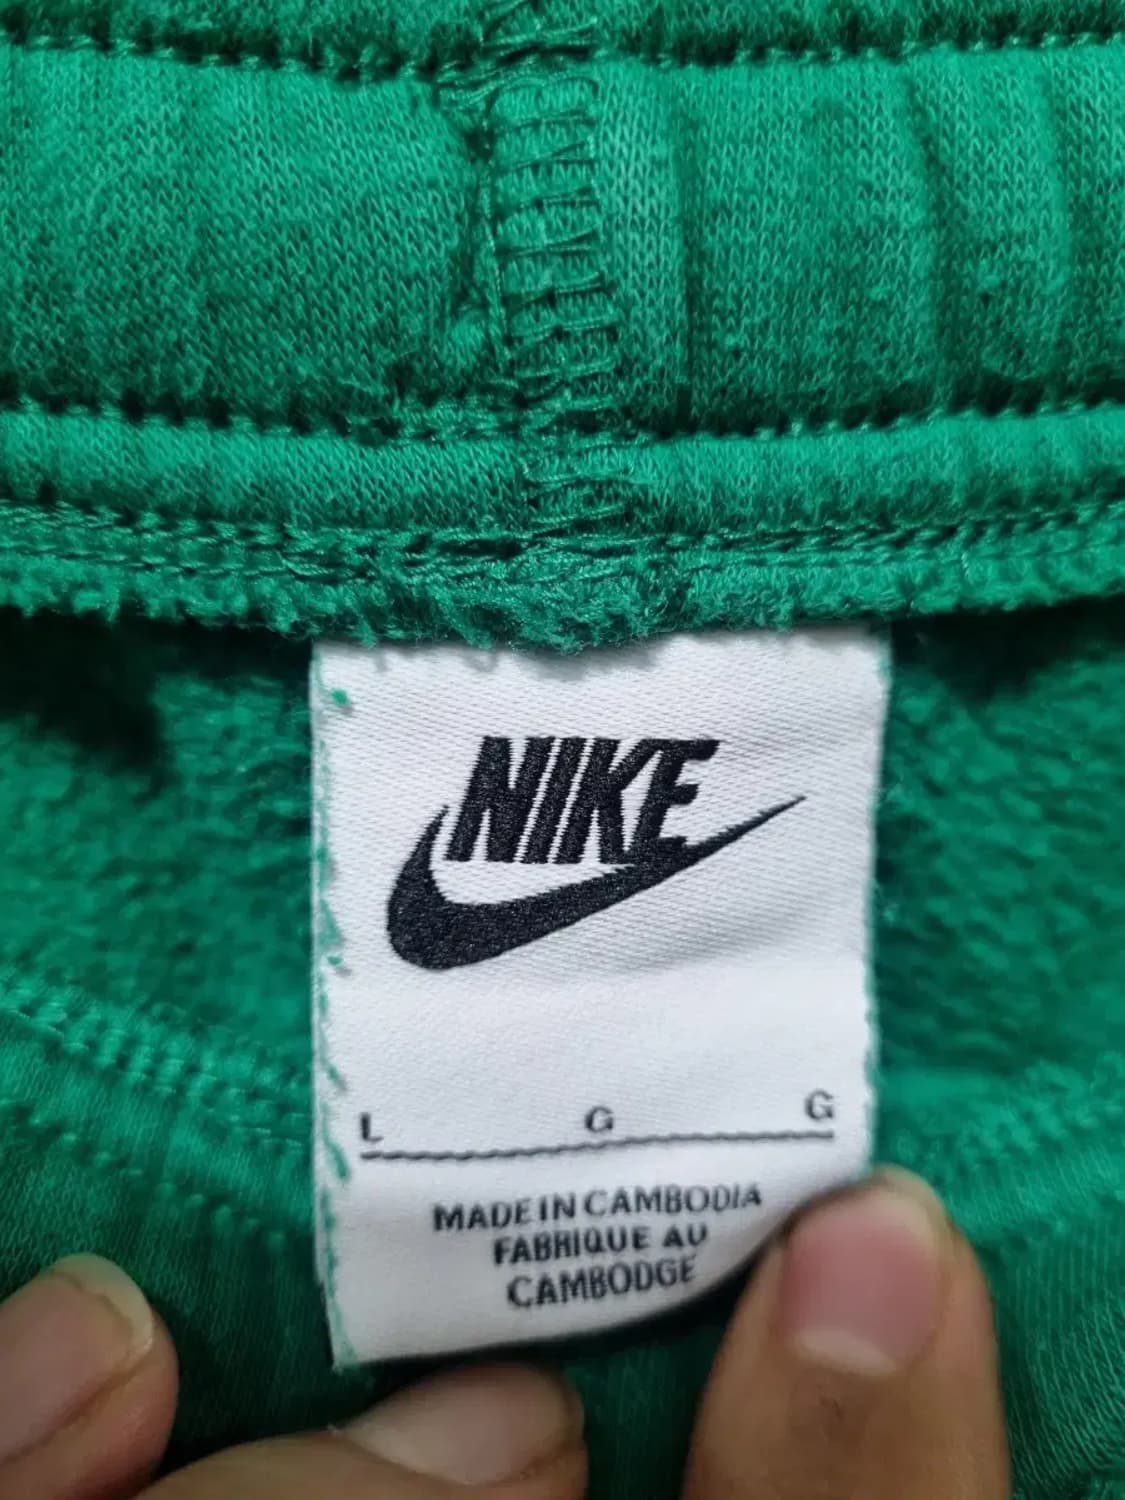 NIKE
L G G
MADE IN CAMBODIA
FABRIQUE AU
CAMBODGE